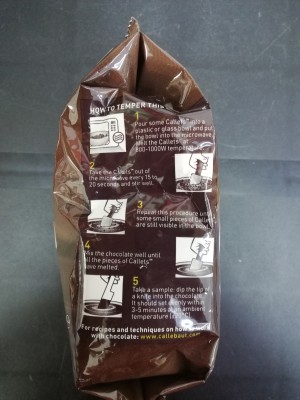 HOW TO TEMPER THIS
1
Pour some Callets™ into a
plastic or glass bowl and put
the bowl into the microwave.
Melt the Callets™ at
800-1000W temperature.
2
Take the Callets™ out of
the microwave every 15 to
20 seconds and stir well.
3
Repeat this procedure until
some small pieces of Callets
are still visible in the bowl.
4
Mix the chocolate well until
all the pieces of Callets™
have melted.
5
Take a sample: dip the tip of
a knife into the chocolate.
It should set evenly within
3-5 minutes at an ambient
temperature
For recipes and techniques on how to
with chocolate: www.callebaut.com